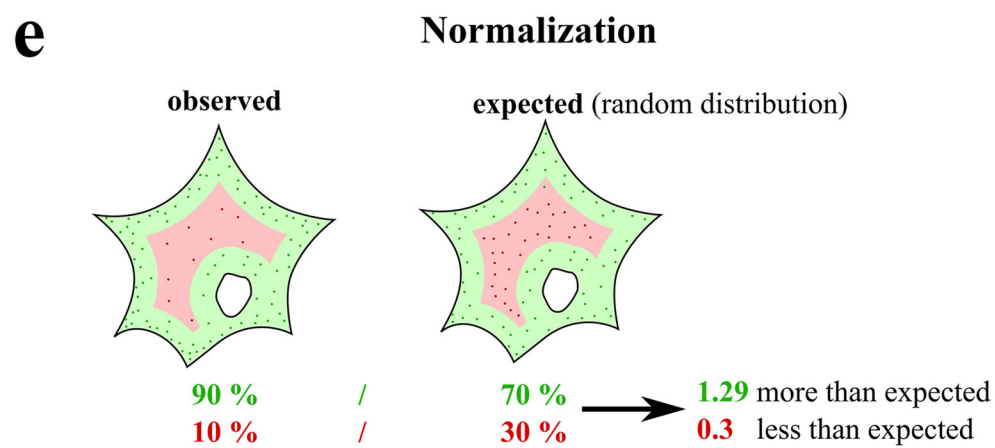 e
Normalization
observed
expected (random distribution)
90 % / 70 % 1.29 more than expected
10 % / 30 % 0.3 less than expected